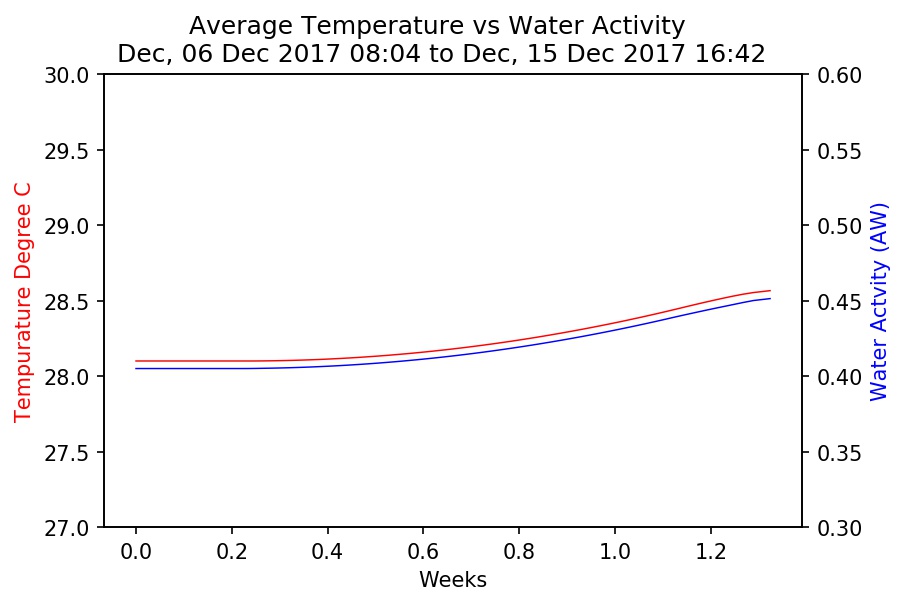 Average Temperature vs Water Activity
Dec, 06 Dec 2017 08:04 to Dec, 15 Dec 2017 16:42
30.0
29.5
29.0
28.5
28.0
27.5
27.0
Tempurature Degree C
0.60
0.55
0.50
0.45
0.40
0.35
0.30
Water Actvity (AW)
0.0 0.2 0.4 0.6 0.8 1.0 1.2
Weeks